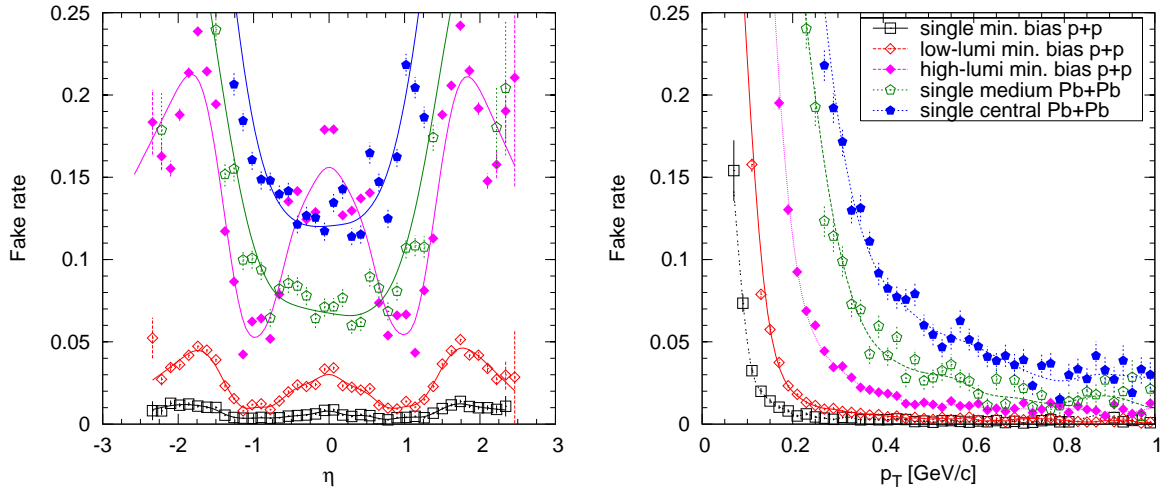 0.25
0.2
0.15
0.1
0.05
0
Fake rate
-3 -2 -1 0 1 2 3
η
0.25
0.2
0.15
0.1
0.05
0
Fake rate
single min. bias p+p
low-lumi min. bias p+p
high-lumi min. bias p+p
single medium Pb+Pb
single central Pb+Pb
0 0.2 0.4 0.6 0.8 1
p_T [GeV/c]